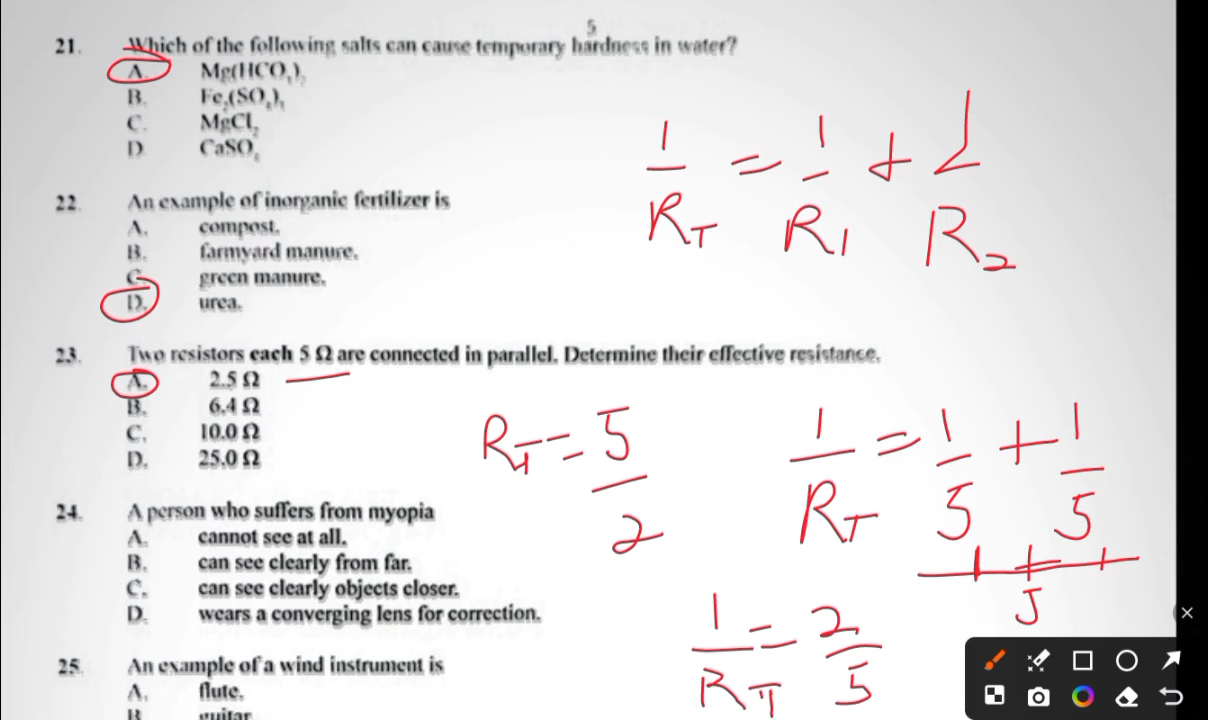 5
21. Which of the following salts can cause temporary hardness in water?
A. Mg(HCO₃)₂
B. Fe₂(SO₄)₃
C. MgCl₂
D. CaSO₄
1/R_T = 1/R₁ + 1/R₂
22. An example of inorganic fertilizer is
A. compost.
B. farmyard manure.
C. green manure.
D. urea.
23. Two resistors each 5 Ω are connected in parallel. Determine their effective resistance.
A. 2.5 Ω
B. 6.4 Ω
C. 10.0 Ω
D. 25.0 Ω
R_T = 5/2
1/R_T = 1/5 + 1/5
1 + 1
5
1/R_T = 2/5
24. A person who suffers from myopia
A. cannot see at all.
B. can see clearly from far.
C. can see clearly objects closer.
D. wears a converging lens for correction.
25. An example of a wind instrument is
A. flute.
B. guitar.